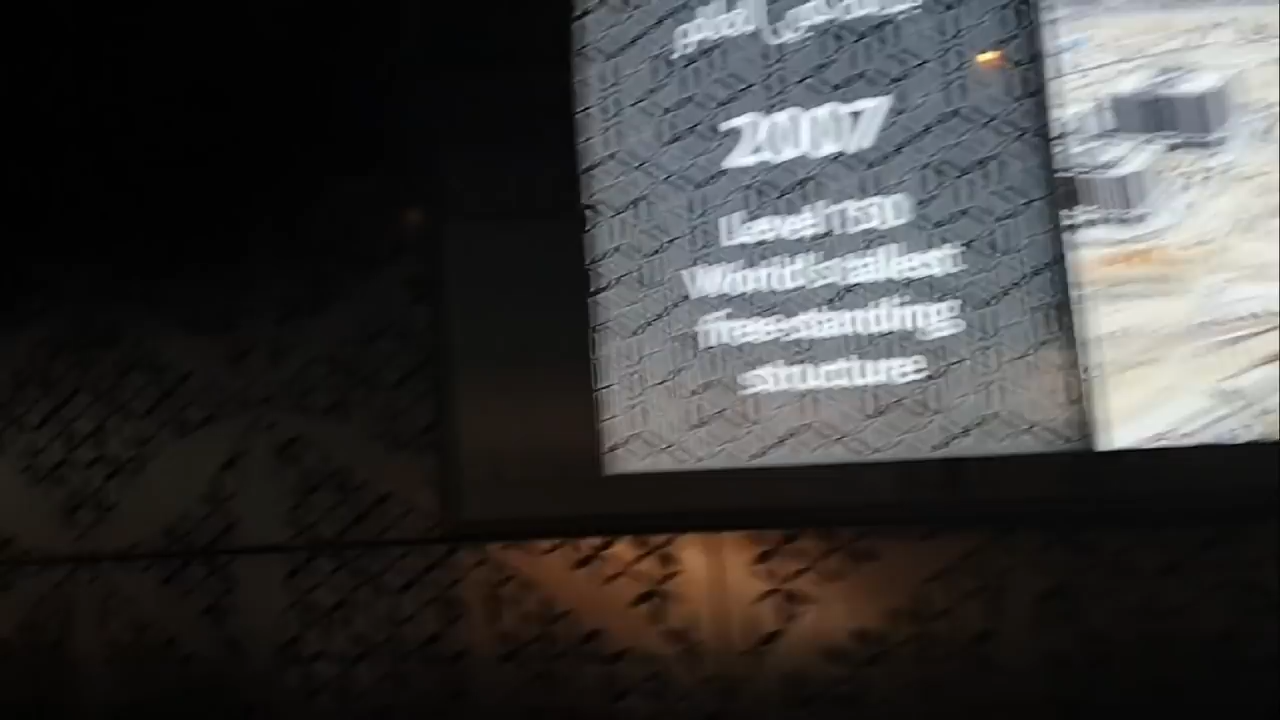 2007
Level 150
World's tallest
free-standing
structure